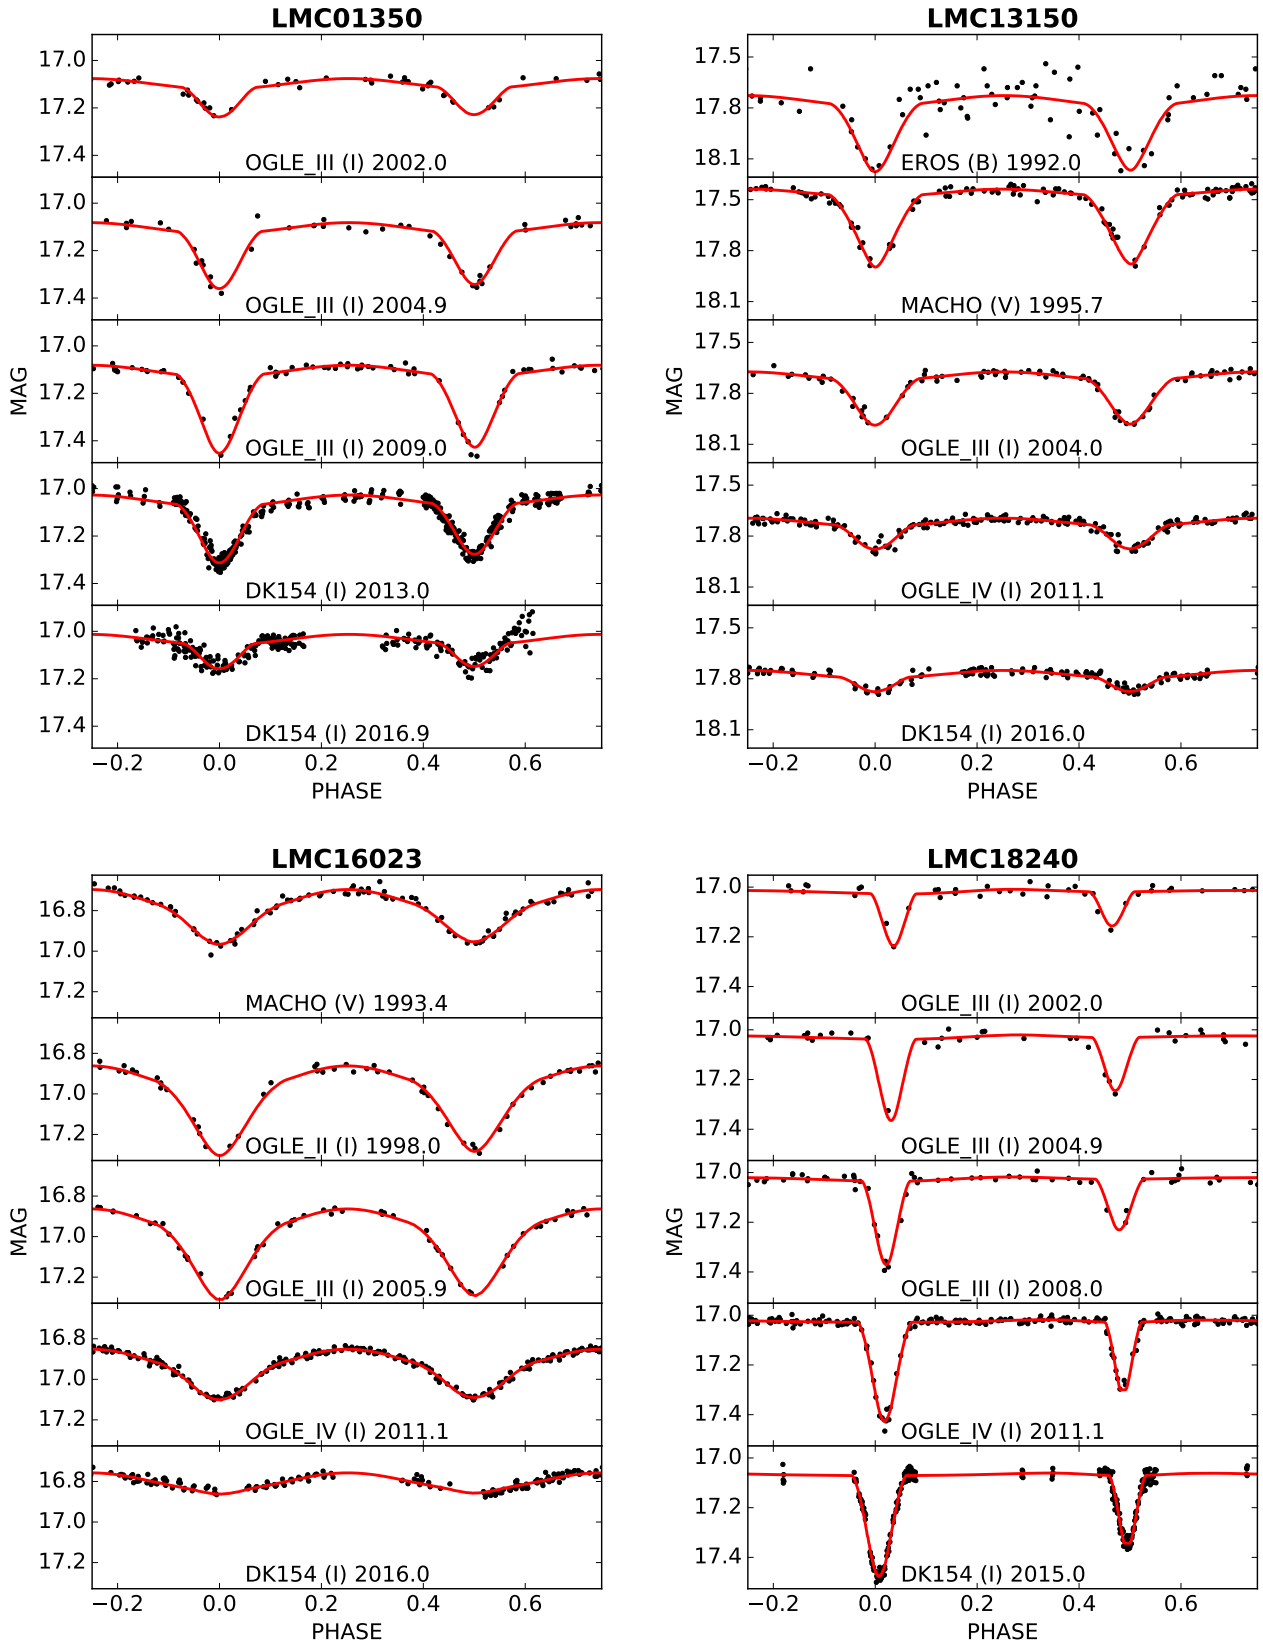 LMC01350
17.0
17.2
17.4
OGLE_III (I) 2002.0
17.0
17.2
17.4
OGLE_III (I) 2004.9
17.0
17.2
17.4
OGLE_III (I) 2009.0
17.0
17.2
17.4
DK154 (I) 2013.0
17.0
17.2
17.4
DK154 (I) 2016.9
−0.2 0.0 0.2 0.4 0.6
PHASE
MAG
LMC13150
17.5
17.8
18.1
EROS (B) 1992.0
17.5
17.8
18.1
MACHO (V) 1995.7
17.5
17.8
18.1
OGLE_III (I) 2004.0
17.5
17.8
18.1
OGLE_IV (I) 2011.1
17.5
17.8
18.1
DK154 (I) 2016.0
−0.2 0.0 0.2 0.4 0.6
PHASE
MAG
LMC16023
16.8
17.0
17.2
MACHO (V) 1993.4
16.8
17.0
17.2
OGLE_II (I) 1998.0
16.8
17.0
17.2
OGLE_III (I) 2005.9
16.8
17.0
17.2
OGLE_IV (I) 2011.1
16.8
17.0
17.2
DK154 (I) 2016.0
−0.2 0.0 0.2 0.4 0.6
PHASE
MAG
LMC18240
17.0
17.2
17.4
OGLE_III (I) 2002.0
17.0
17.2
17.4
OGLE_III (I) 2004.9
17.0
17.2
17.4
OGLE_III (I) 2008.0
17.0
17.2
17.4
OGLE_IV (I) 2011.1
17.0
17.2
17.4
DK154 (I) 2015.0
−0.2 0.0 0.2 0.4 0.6
PHASE
MAG